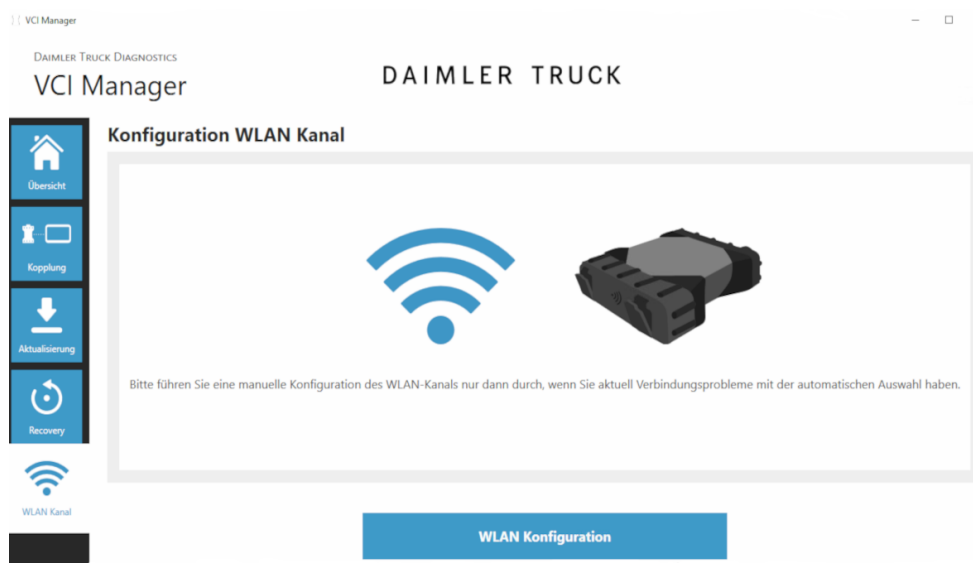 VCI Manager
DAIMLER TRUCK DIAGNOSTICS
VCI Manager
DAIMLER TRUCK
Übersicht
Kopplung
Aktualisierung
Recovery
WLAN Kanal
Konfiguration WLAN Kanal
Bitte führen Sie eine manuelle Konfiguration des WLAN-Kanals nur dann durch, wenn Sie aktuell Verbindungsprobleme mit der automatischen Auswahl haben.
WLAN Konfiguration